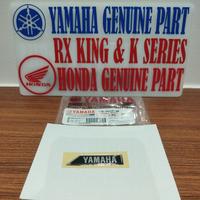 YAMAHA GENUINE PART
RX KING & K SERIES
HONDA
HONDA GENUINE PART
YAMAHA